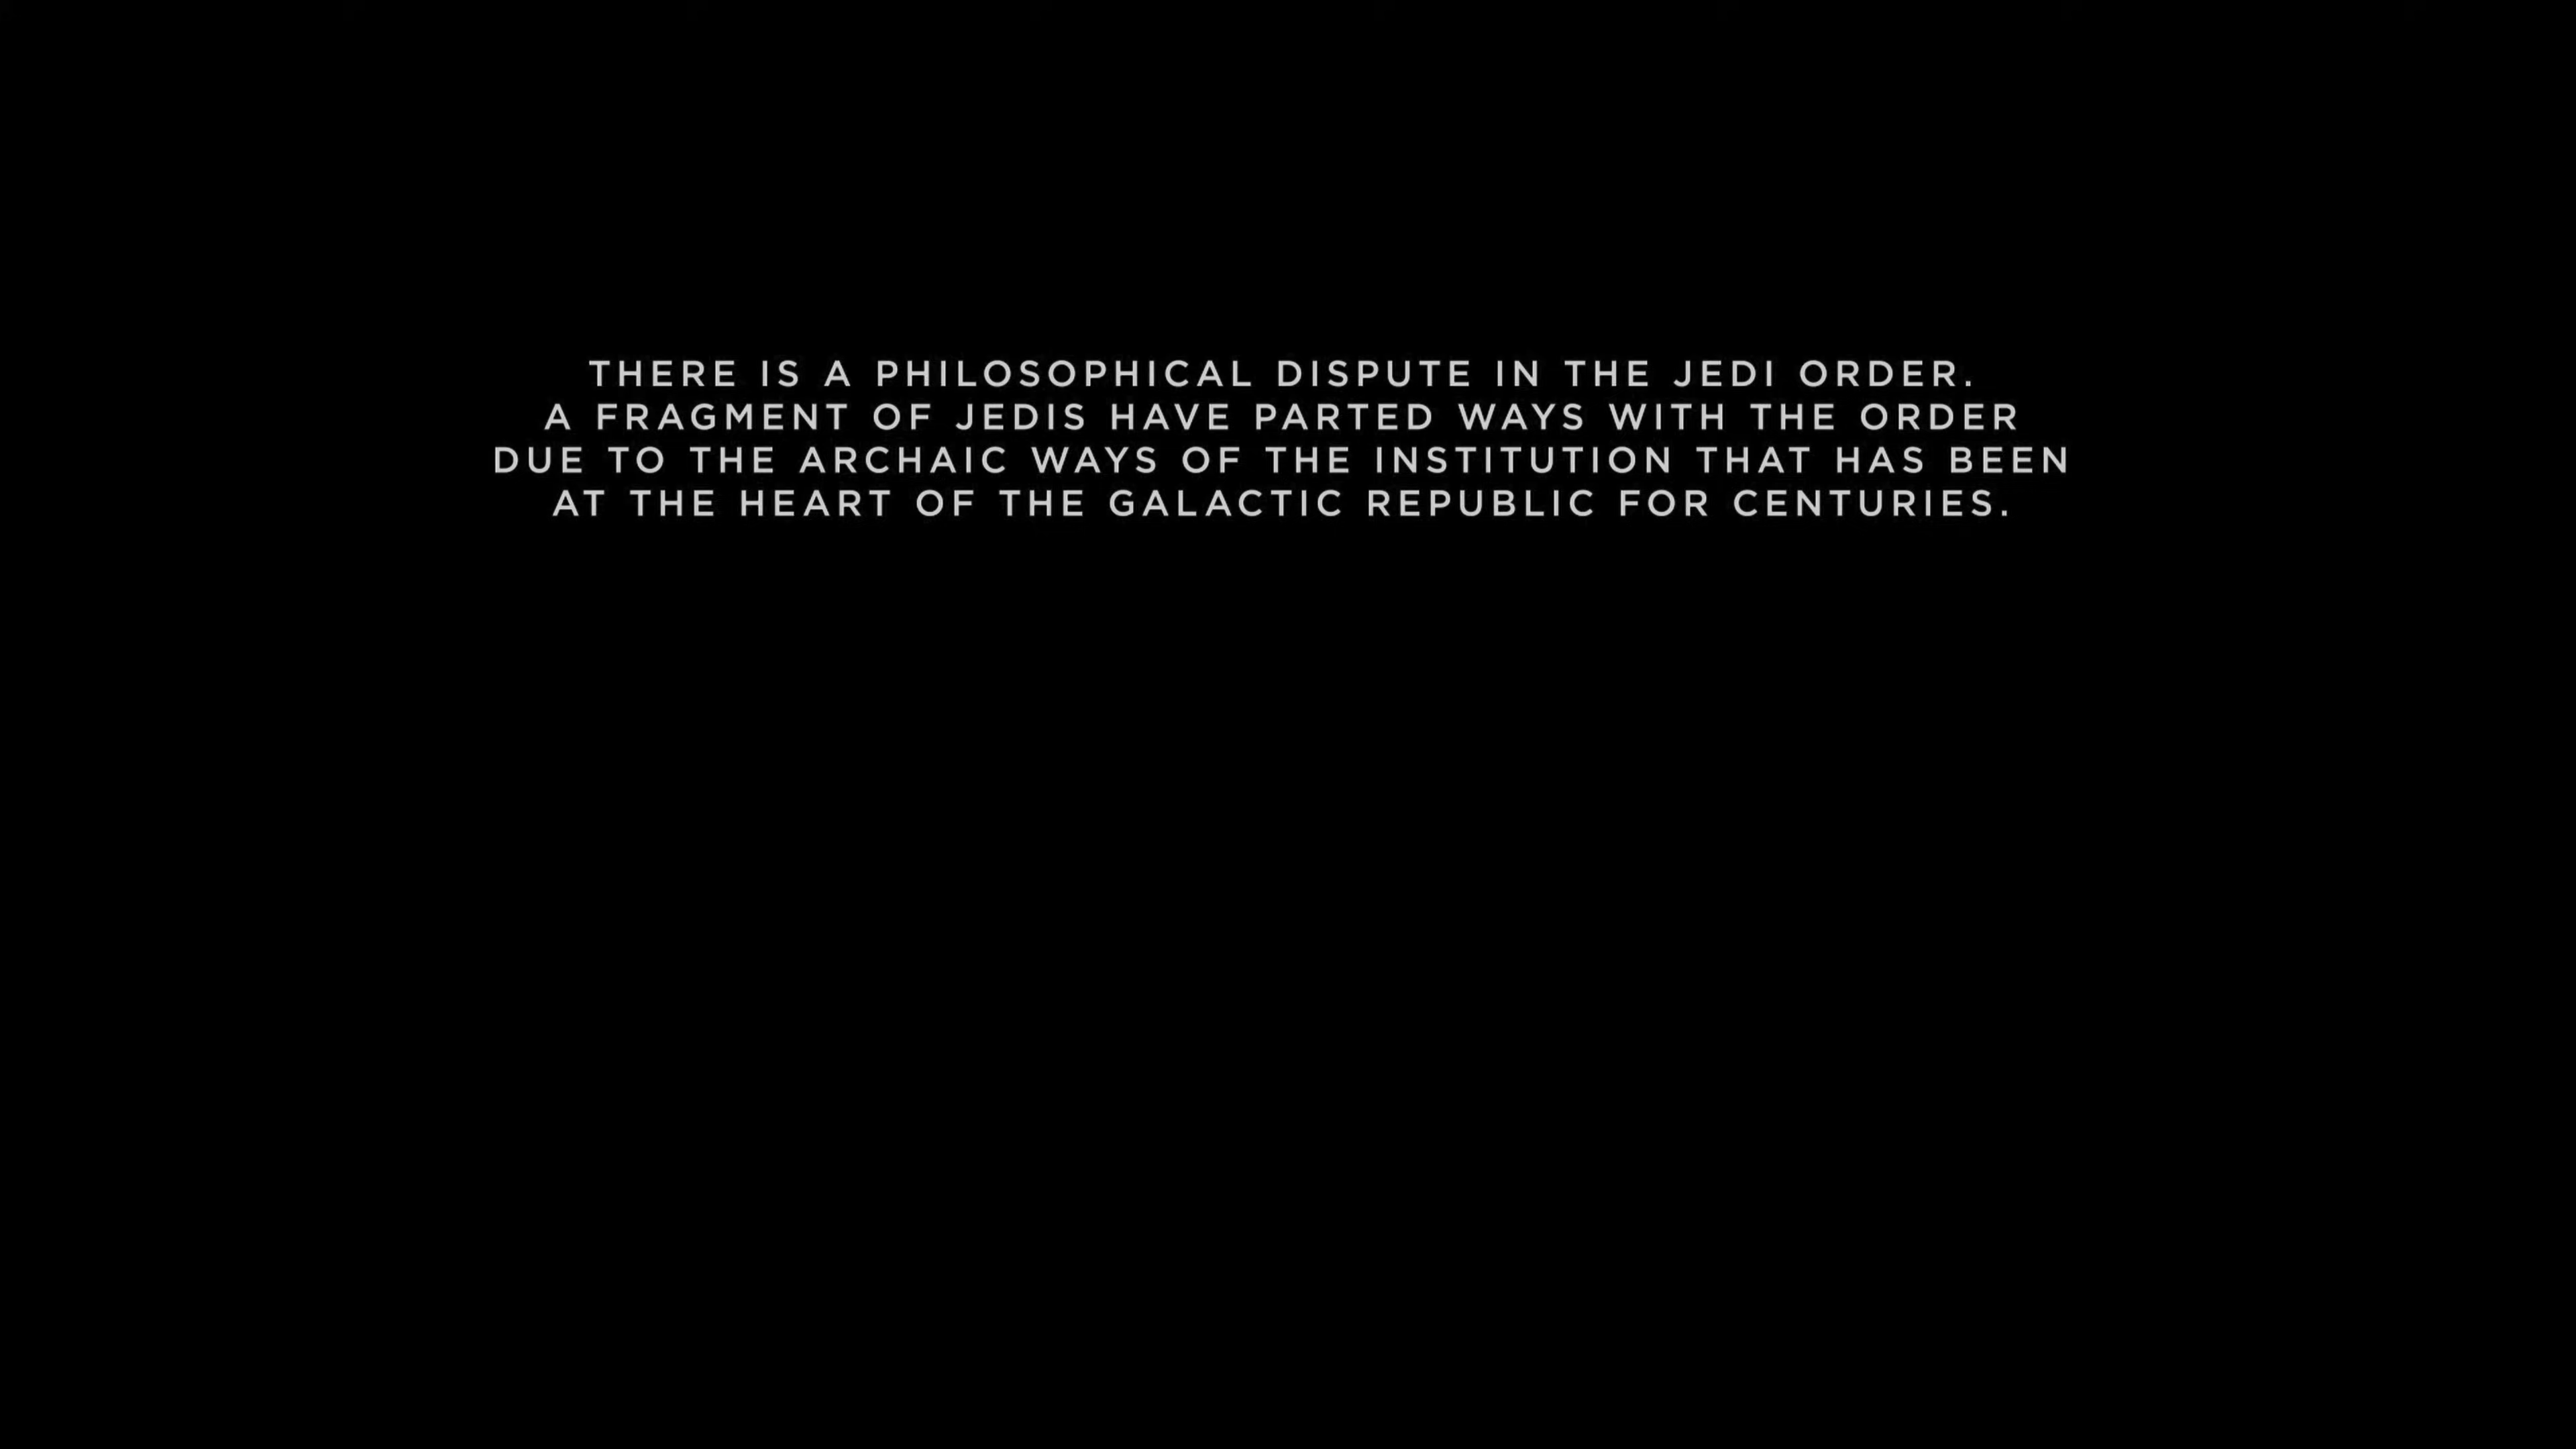 THERE IS A PHILOSOPHICAL DISPUTE IN THE JEDI ORDER.
A FRAGMENT OF JEDIS HAVE PARTED WAYS WITH THE ORDER
DUE TO THE ARCHAIC WAYS OF THE INSTITUTION THAT HAS BEEN
AT THE HEART OF THE GALACTIC REPUBLIC FOR CENTURIES.